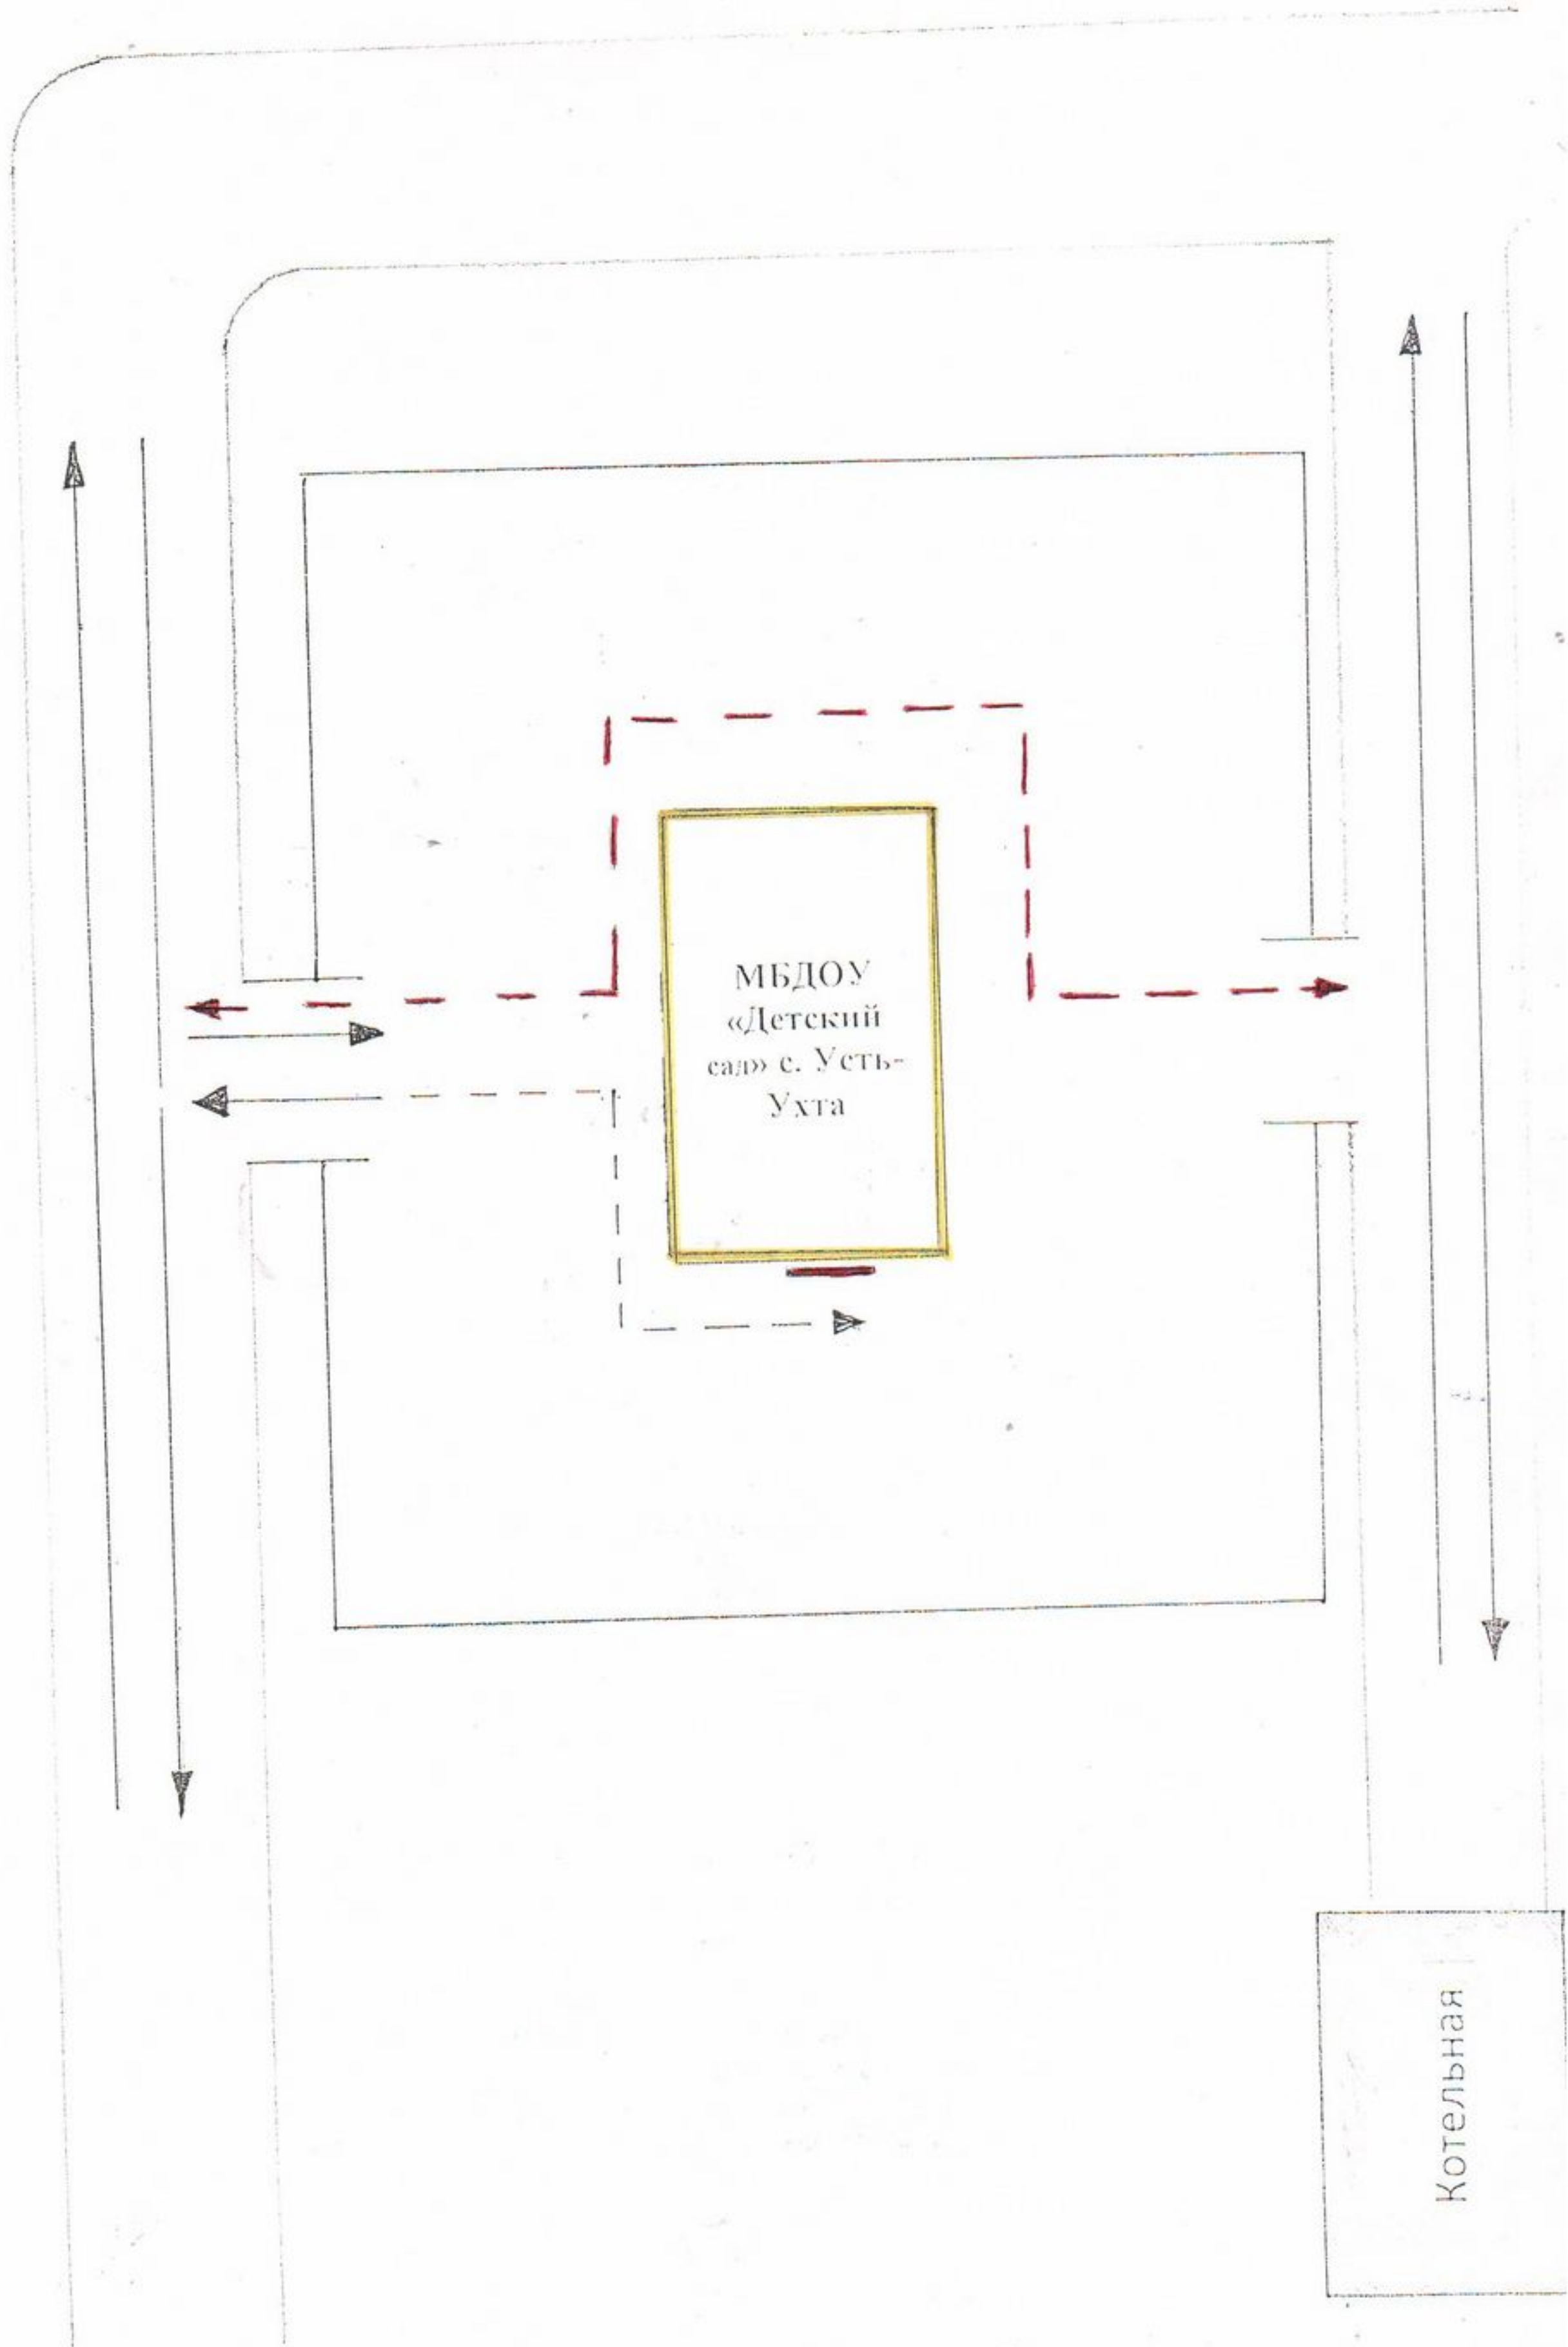 МБДОУ
«Детский
сад» с. Усть-
Ухта
Котельная